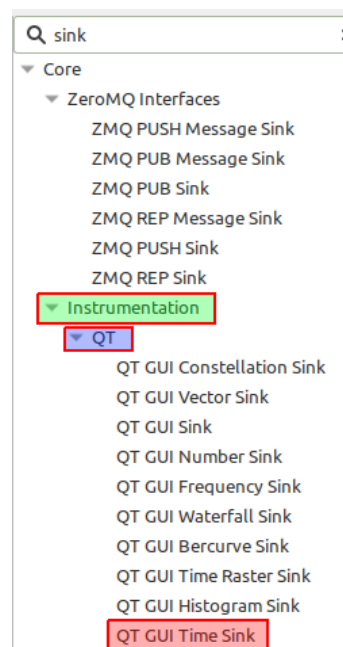 sink
Core
ZeroMQ Interfaces
ZMQ PUSH Message Sink
ZMQ PUB Message Sink
ZMQ PUB Sink
ZMQ REP Message Sink
ZMQ PUSH Sink
ZMQ REP Sink
Instrumentation
QT
QT GUI Constellation Sink
QT GUI Vector Sink
QT GUI Sink
QT GUI Number Sink
QT GUI Frequency Sink
QT GUI Waterfall Sink
QT GUI Bercurve Sink
QT GUI Time Raster Sink
QT GUI Histogram Sink
QT GUI Time Sink